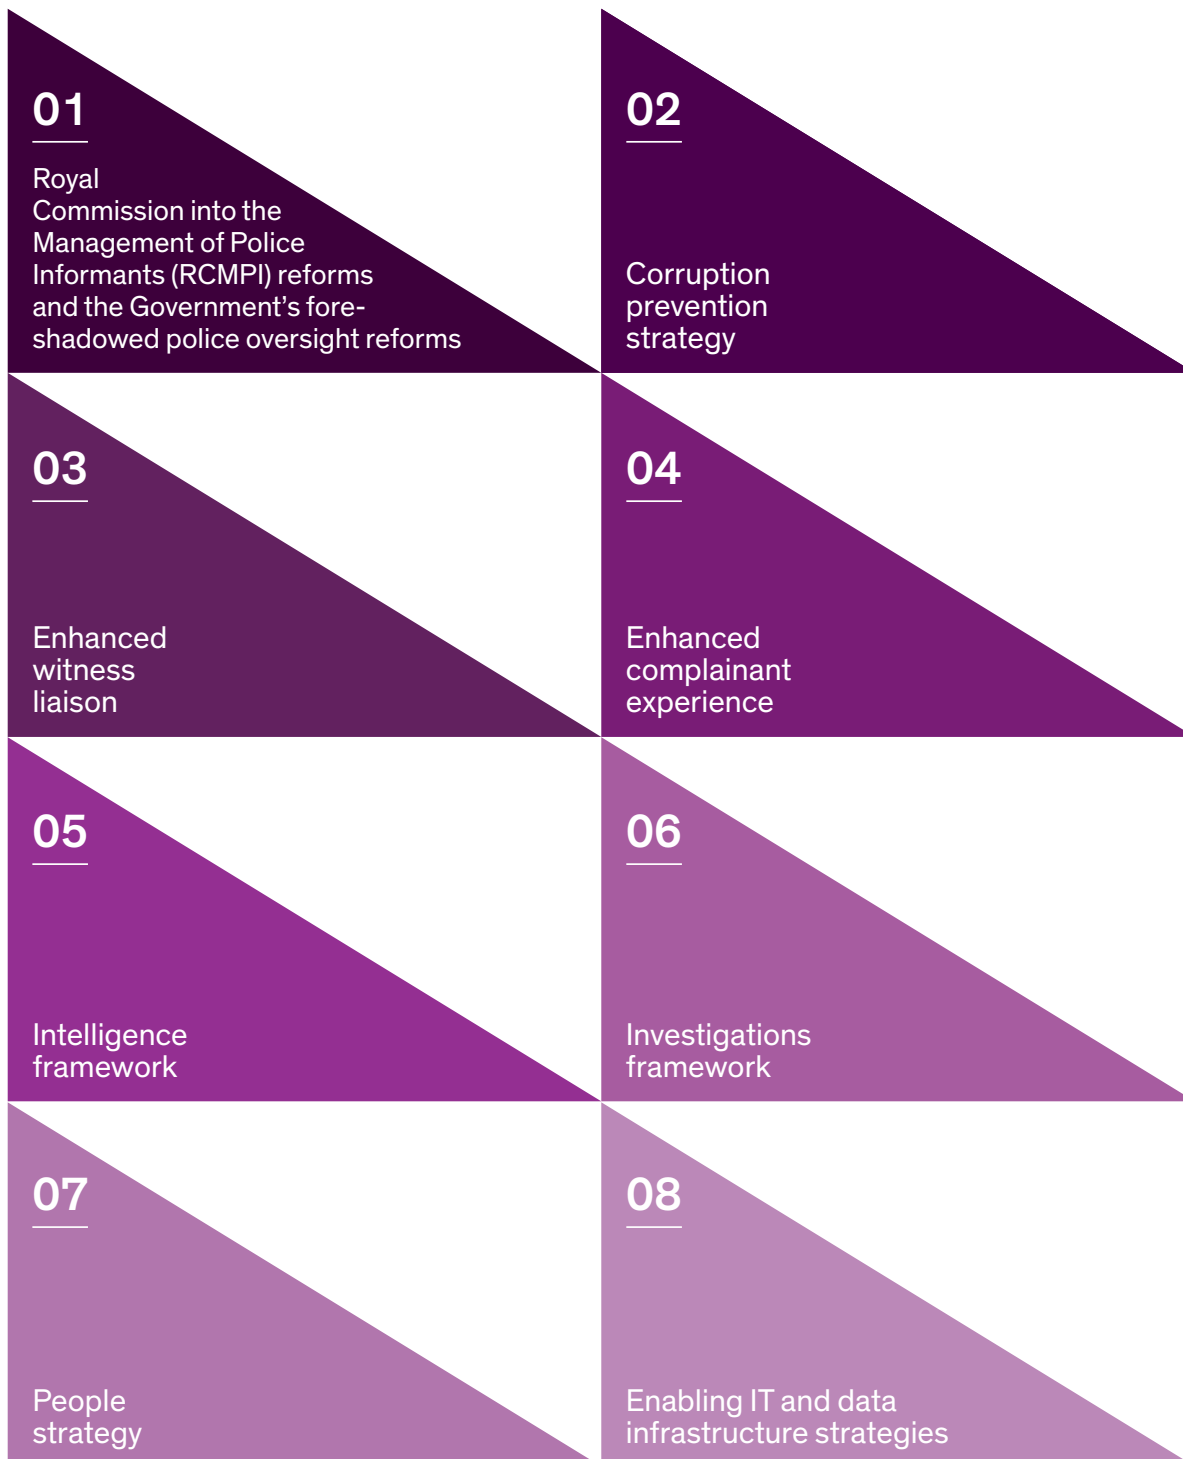 01
Royal
Commission into the
Management of Police
Informants (RCMPI) reforms
and the Government’s fore-
shadowed police oversight reforms
02
Corruption
prevention
strategy
03
Enhanced
witness
liaison
04
Enhanced
complainant
experience
05
Intelligence
framework
06
Investigations
framework
07
People
strategy
08
Enabling IT and data
infrastructure strategies